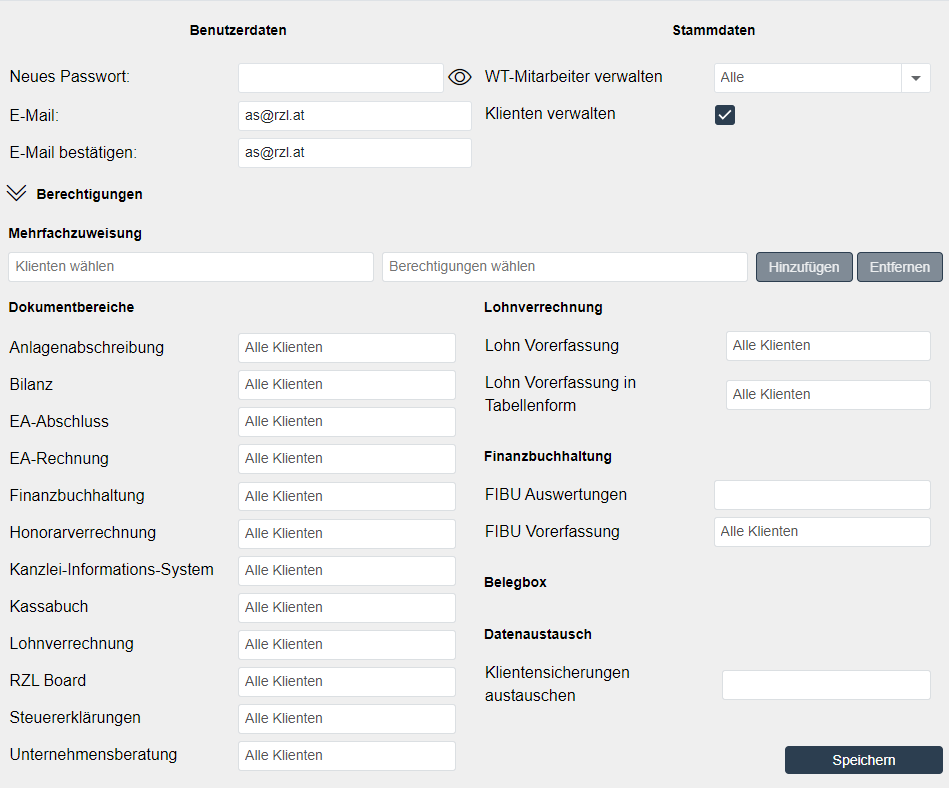 Benutzerdaten
Stammdaten
Neues Passwort:
WT-Mitarbeiter verwalten
Alle
E-Mail:
as@rzl.at
Klienten verwalten
E-Mail bestätigen:
as@rzl.at
Berechtigungen
Mehrfachzuweisung
Klienten wählen
Berechtigungen wählen
Hinzufügen
Entfernen
Dokumentbereiche
Anlagenabschreibung
Alle Klienten
Bilanz
Alle Klienten
EA-Abschluss
Alle Klienten
EA-Rechnung
Alle Klienten
Finanzbuchhaltung
Alle Klienten
Honorarverrechnung
Alle Klienten
Kanzlei-Informations-System
Alle Klienten
Kassabuch
Alle Klienten
Lohnverrechnung
Alle Klienten
RZL Board
Alle Klienten
Steuererklärungen
Alle Klienten
Unternehmensberatung
Alle Klienten
Lohnverrechnung
Lohn Vorerfassung
Alle Klienten
Lohn Vorerfassung in
Tabellenform
Alle Klienten
Finanzbuchhaltung
FIBU Auswertungen
FIBU Vorerfassung
Alle Klienten
Belegbox
Datenaustausch
Klientensicherungen
austauschen
Speichern